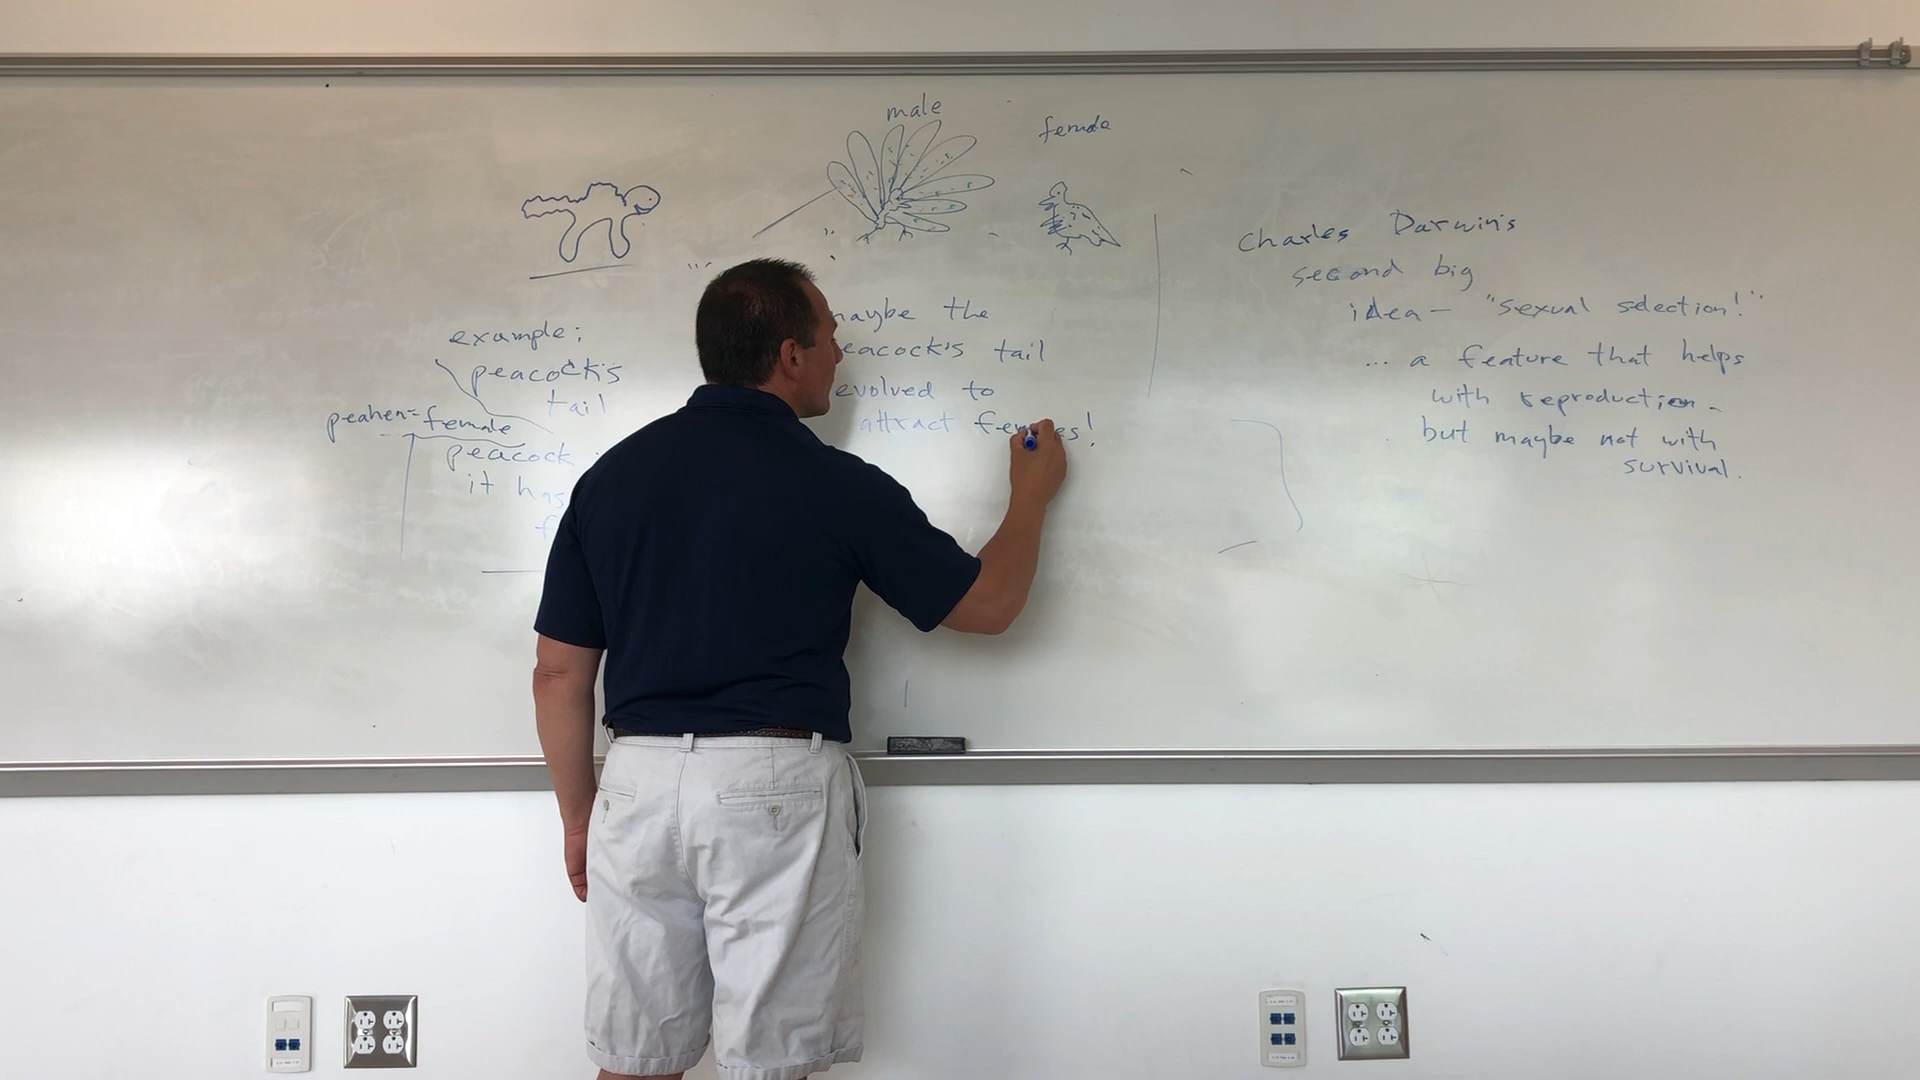 male
female
example:
peacock's
tail
peahen = female
peacock
it has
maybe the
peacock's tail
evolved to
attract females!
Charles Darwin's
second big
idea — "sexual selection!"
... a feature that helps
with reproduction -
but maybe not with
survival.